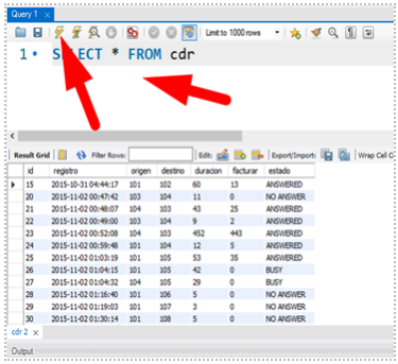 Query 1 ×
Limit to 1000 rows
1 • SELECT * FROM cdr
Result Grid Filter Rows: Edit: Export/Import: Wrap Cell C
id registro origen destino duracion facturar estado
15 2015-10-31 04:44:17 101 102 60 13 ANSWERED
20 2015-11-02 00:47:42 103 104 11 0 NO ANSWER
21 2015-11-02 00:48:07 104 103 43 25 ANSWERED
22 2015-11-02 00:49:00 103 104 9 2 ANSWERED
23 2015-11-02 00:52:08 103 104 452 443 ANSWERED
24 2015-11-02 00:59:48 101 104 12 5 ANSWERED
25 2015-11-02 01:03:19 101 105 53 35 ANSWERED
26 2015-11-02 01:04:15 101 105 42 0 BUSY
27 2015-11-02 01:04:32 104 105 29 0 BUSY
28 2015-11-02 01:16:40 101 106 5 0 NO ANSWER
29 2015-11-02 01:19:03 101 107 3 0 NO ANSWER
30 2015-11-02 01:30:14 101 108 5 0 NO ANSWER
cdr 2 ×
Output